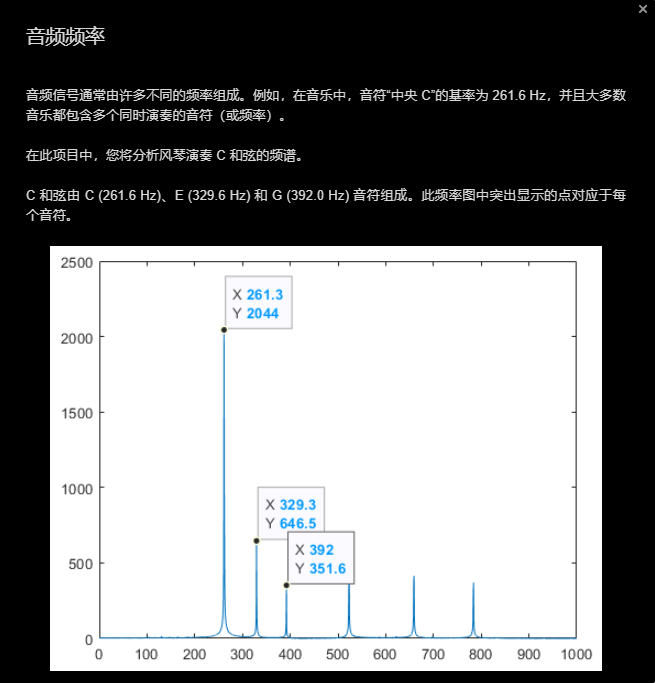 ×
音频频率
音频信号通常由许多不同的频率组成。例如，在音乐中，音符“中央 C”的基率为 261.6 Hz，并且大多数
音乐都包含多个同时演奏的音符（或频率）。
在此项目中，您将分析风琴演奏 C 和弦的频谱。
C 和弦由 C (261.6 Hz)、E (329.6 Hz) 和 G (392.0 Hz) 音符组成。此频率图中突出显示的点对应于每
个音符。
2500
X 261.3
Y 2044
2000
1500
1000
X 329.3
Y 646.5
X 392
Y 351.6
500
0
0 100 200 300 400 500 600 700 800 900 1000